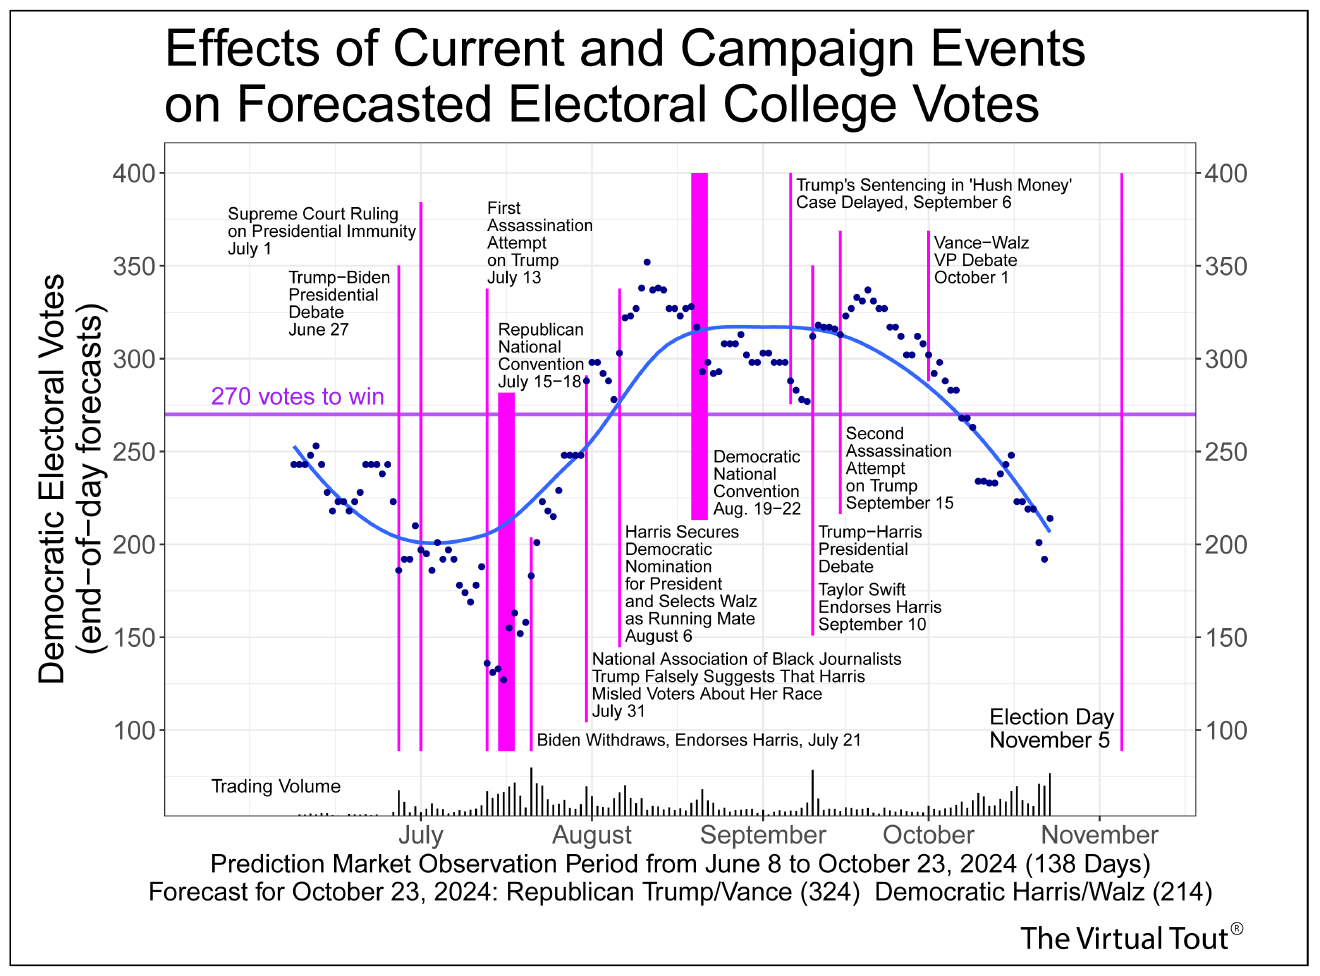 Effects of Current and Campaign Events
on Forecasted Electoral College Votes
Democratic Electoral Votes
(end−of−day forecasts)
400
350
300
250
200
150
100
400
350
300
250
200
150
100
Supreme Court Ruling
on Presidential Immunity
July 1
Trump−Biden
Presidential
Debate
June 27
First
Assassination
Attempt
on Trump
July 13
Republican
National
Convention
July 15−18
270 votes to win
Trump's Sentencing in 'Hush Money'
Case Delayed, September 6
Vance−Walz
VP Debate
October 1
Democratic
National
Convention
Aug. 19−22
Second
Assassination
Attempt
on Trump
September 15
Harris Secures
Democratic
Nomination
for President
and Selects Walz
as Running Mate
August 6
Trump−Harris
Presidential
Debate
Taylor Swift
Endorses Harris
September 10
National Association of Black Journalists
Trump Falsely Suggests That Harris
Misled Voters About Her Race
July 31
Biden Withdraws, Endorses Harris, July 21
Election Day
November 5
Trading Volume
July
August
September
October
November
Prediction Market Observation Period from June 8 to October 23, 2024 (138 Days)
Forecast for October 23, 2024: Republican Trump/Vance (324) Democratic Harris/Walz (214)
The Virtual Tout®